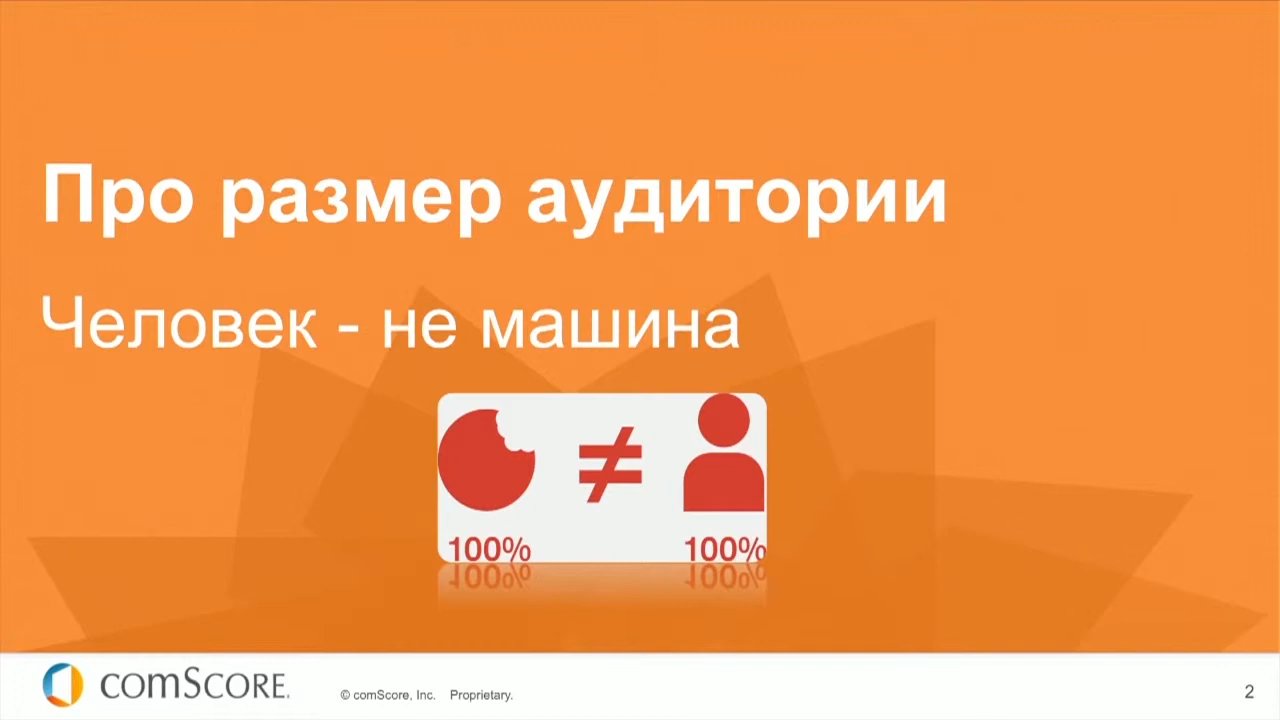 Про размер аудитории
Человек - не машина
≠
100% 100%
comScore.
© comScore, Inc. Proprietary.
2